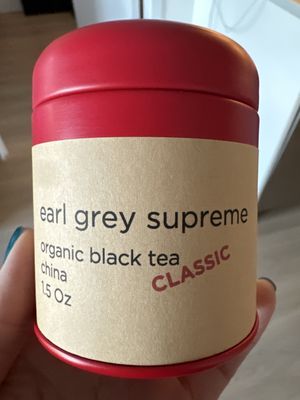 earl grey supreme
organic black tea
china
1.5 Oz
CLASSIC